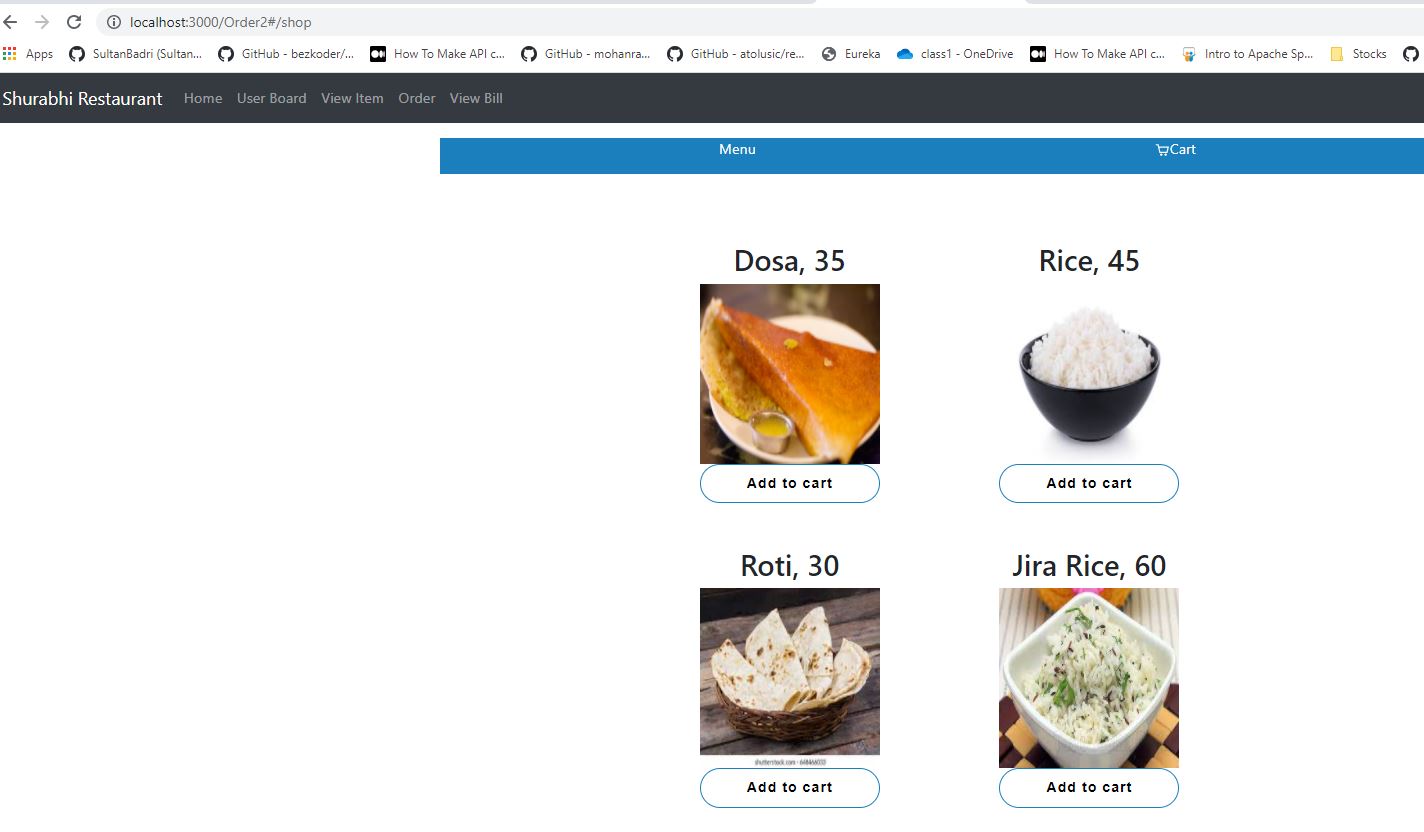 localhost:3000/Order2#/shop
Apps SultanBadri (Sultan... GitHub - bezkoder/... How To Make API c... GitHub - mohanra... GitHub - atolusic/re... Eureka class1 - OneDrive How To Make API c... Intro to Apache Sp... Stocks
Shurabhi Restaurant Home User Board View Item Order View Bill
Menu Cart
Dosa, 35 Rice, 45
Add to cart Add to cart
Roti, 30 Jira Rice, 60
shutterstock.com · 648466033
Add to cart Add to cart